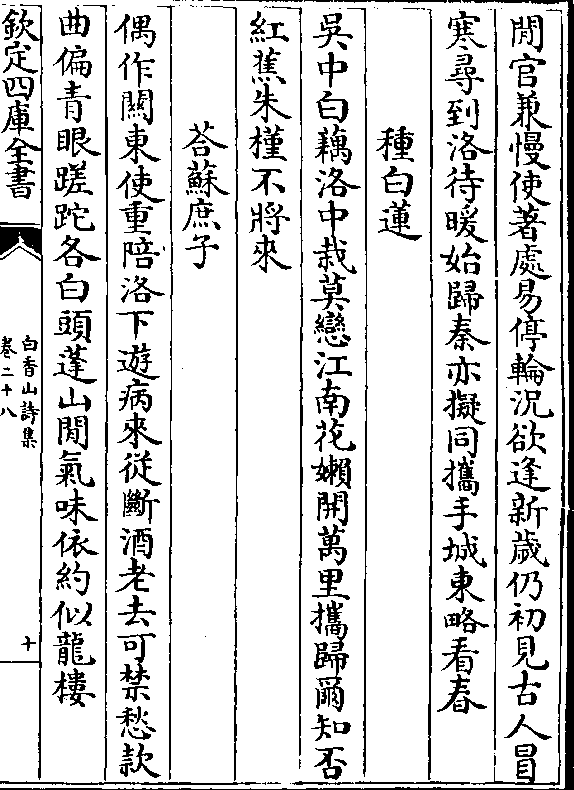 閒官兼慢使著處易停輪況欲逢新歳仍初見古人冒
寒尋到洛待暖始歸秦亦擬同攜手城東略看春
種白蓮
吳中白藕洛中栽莫戀江南花嬾開萬里攜歸爾知否
紅蕉朱槿不將來
荅蘇庶子
偶作關東使重陪洛下遊病來從斷酒老去可禁愁款
曲偏青眼蹉跎各白頭蓬山閒氣味依約似龍樓
欽定四庫全書
白香山詩集
卷二十八
十